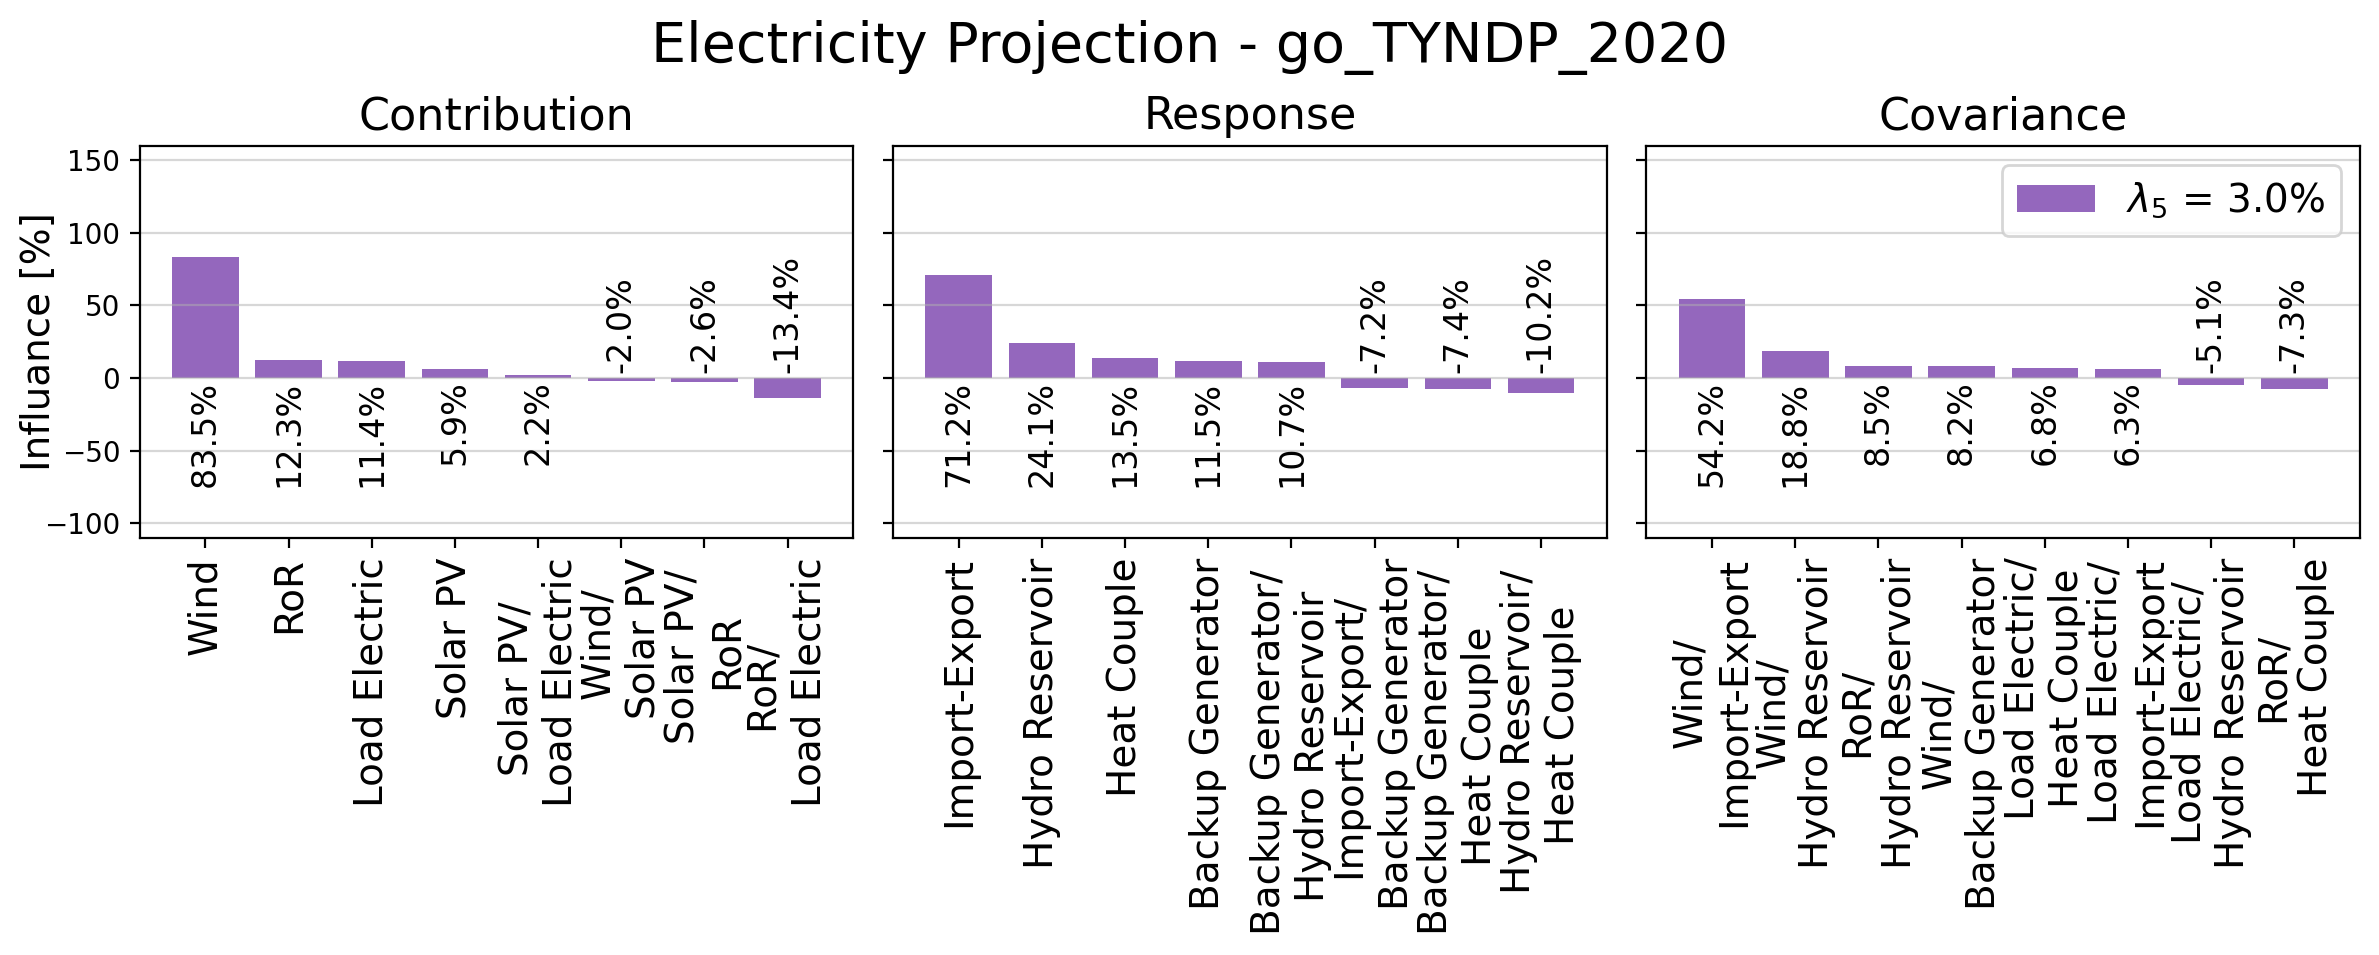 Electricity Projection - go_TYNDP_2020
Contribution
Response
Covariance
Influance [%]
150
100
50
0
−50
−100
83.5%
12.3%
11.4%
5.9%
2.2%
-2.0%
-2.6%
-13.4%
71.2%
24.1%
13.5%
11.5%
10.7%
-7.2%
-7.4%
-10.2%
λ₅ = 3.0%
54.2%
18.8%
8.5%
8.2%
6.8%
6.3%
-5.1%
-7.3%
Wind
RoR
Load Electric
Solar PV
Solar PV/
Load Electric
Wind/
Solar PV
Solar PV/
RoR
RoR/
Load Electric
Import-Export
Hydro Reservoir
Heat Couple
Backup Generator
Backup Generator/
Hydro Reservoir
Import-Export/
Backup Generator
Backup Generator/
Heat Couple
Hydro Reservoir/
Heat Couple
Wind/
Import-Export
Wind/
Hydro Reservoir
RoR/
Hydro Reservoir
Wind/
Backup Generator
Load Electric/
Heat Couple
Load Electric/
Import-Export
Load Electric/
Hydro Reservoir
RoR/
Heat Couple